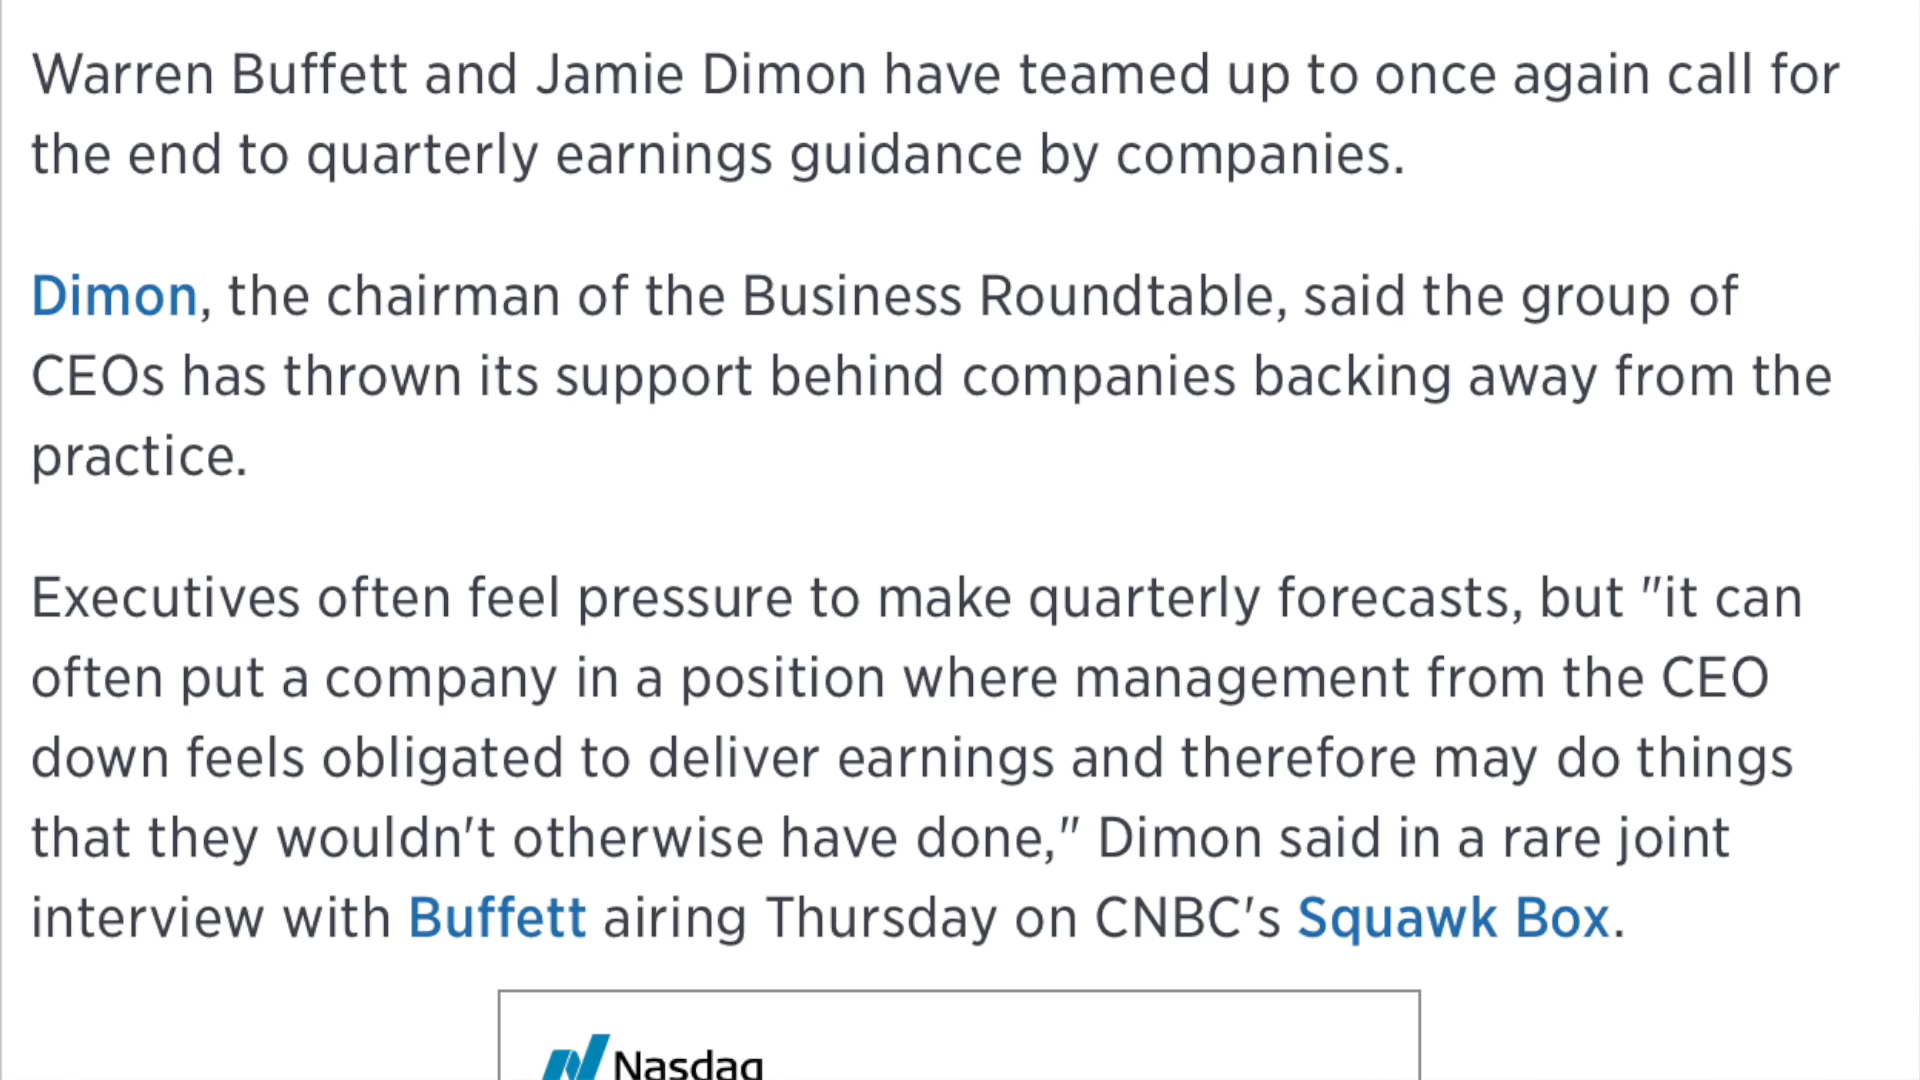 Warren Buffett and Jamie Dimon have teamed up to once again call for
the end to quarterly earnings guidance by companies.
Dimon, the chairman of the Business Roundtable, said the group of
CEOs has thrown its support behind companies backing away from the
practice.
Executives often feel pressure to make quarterly forecasts, but "it can
often put a company in a position where management from the CEO
down feels obligated to deliver earnings and therefore may do things
that they wouldn't otherwise have done," Dimon said in a rare joint
interview with Buffett airing Thursday on CNBC's Squawk Box.
Nasdaq